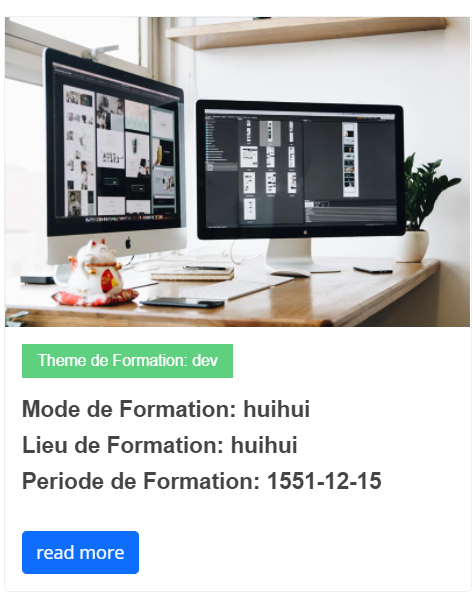 Theme de Formation: dev
Mode de Formation: huihui
Lieu de Formation: huihui
Periode de Formation: 1551-12-15
read more